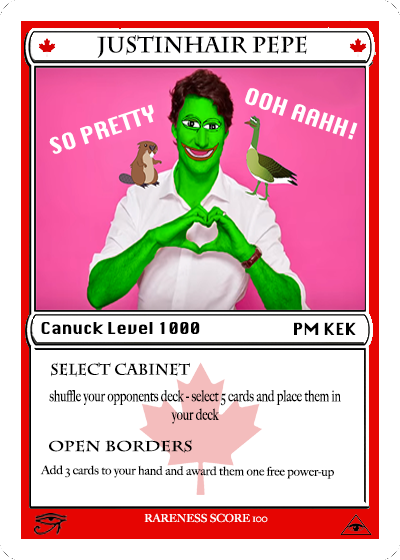 JUSTINHAIR PEPE
SO PRETTY
OOH AAHH!
Canuck Level 1000
PM KEK
SELECT CABINET
shuffle your opponents deck - select 5 cards and place them in
your deck
OPEN BORDERS
Add 3 cards to your hand and award them one free power-up
RARENESS SCORE 100